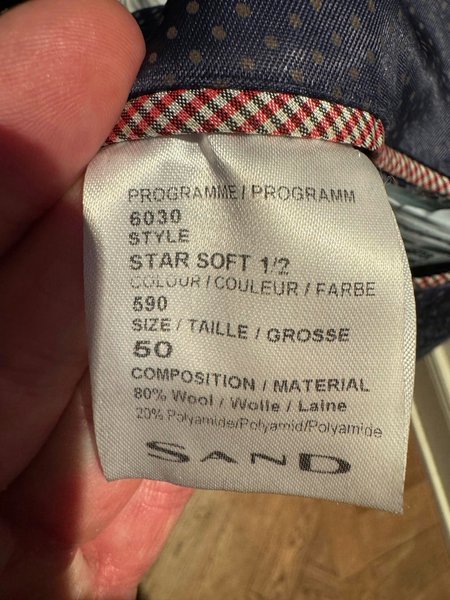 PROGRAMME / PROGRAMM
6030
STYLE
STAR SOFT 1/2
COLOUR / COULEUR / FARBE
590
SIZE / TAILLE / GROSSE
50
COMPOSITION / MATERIAL
80% Wool / Wolle / Laine
20% Polyamide/Polyamid/Polyamide
SAND